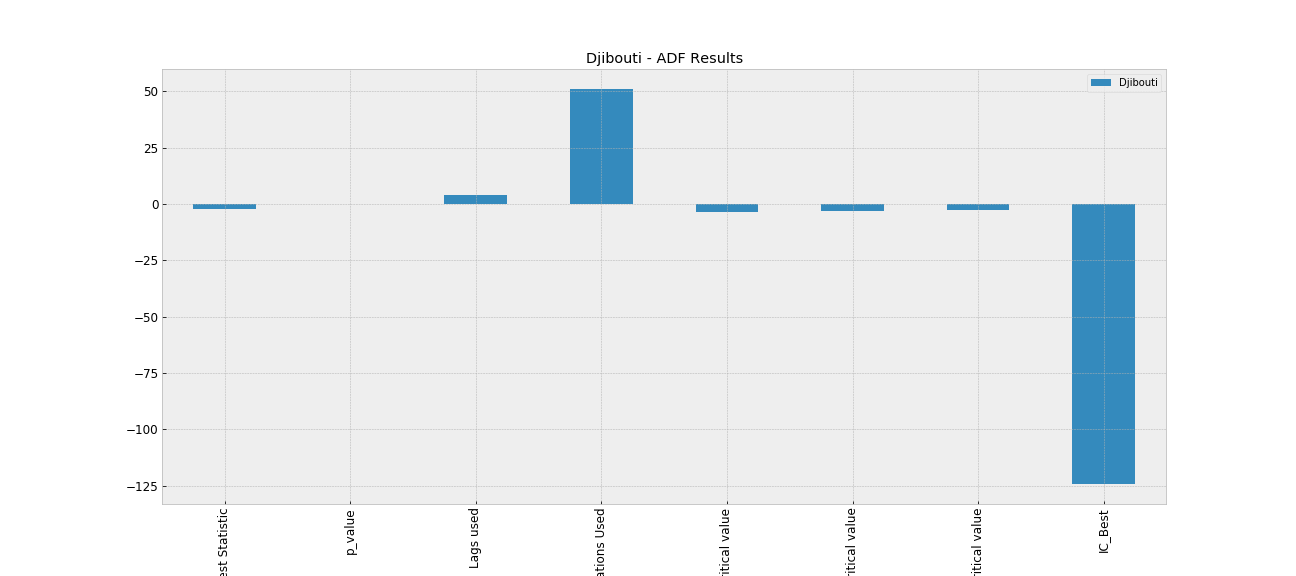 Djibouti - ADF Results
Djibouti
50
25
0
−25
−50
−75
−100
−125
est Statistic
p_value
Lags used
ations Used
ritical value
ritical value
ritical value
IC_Best